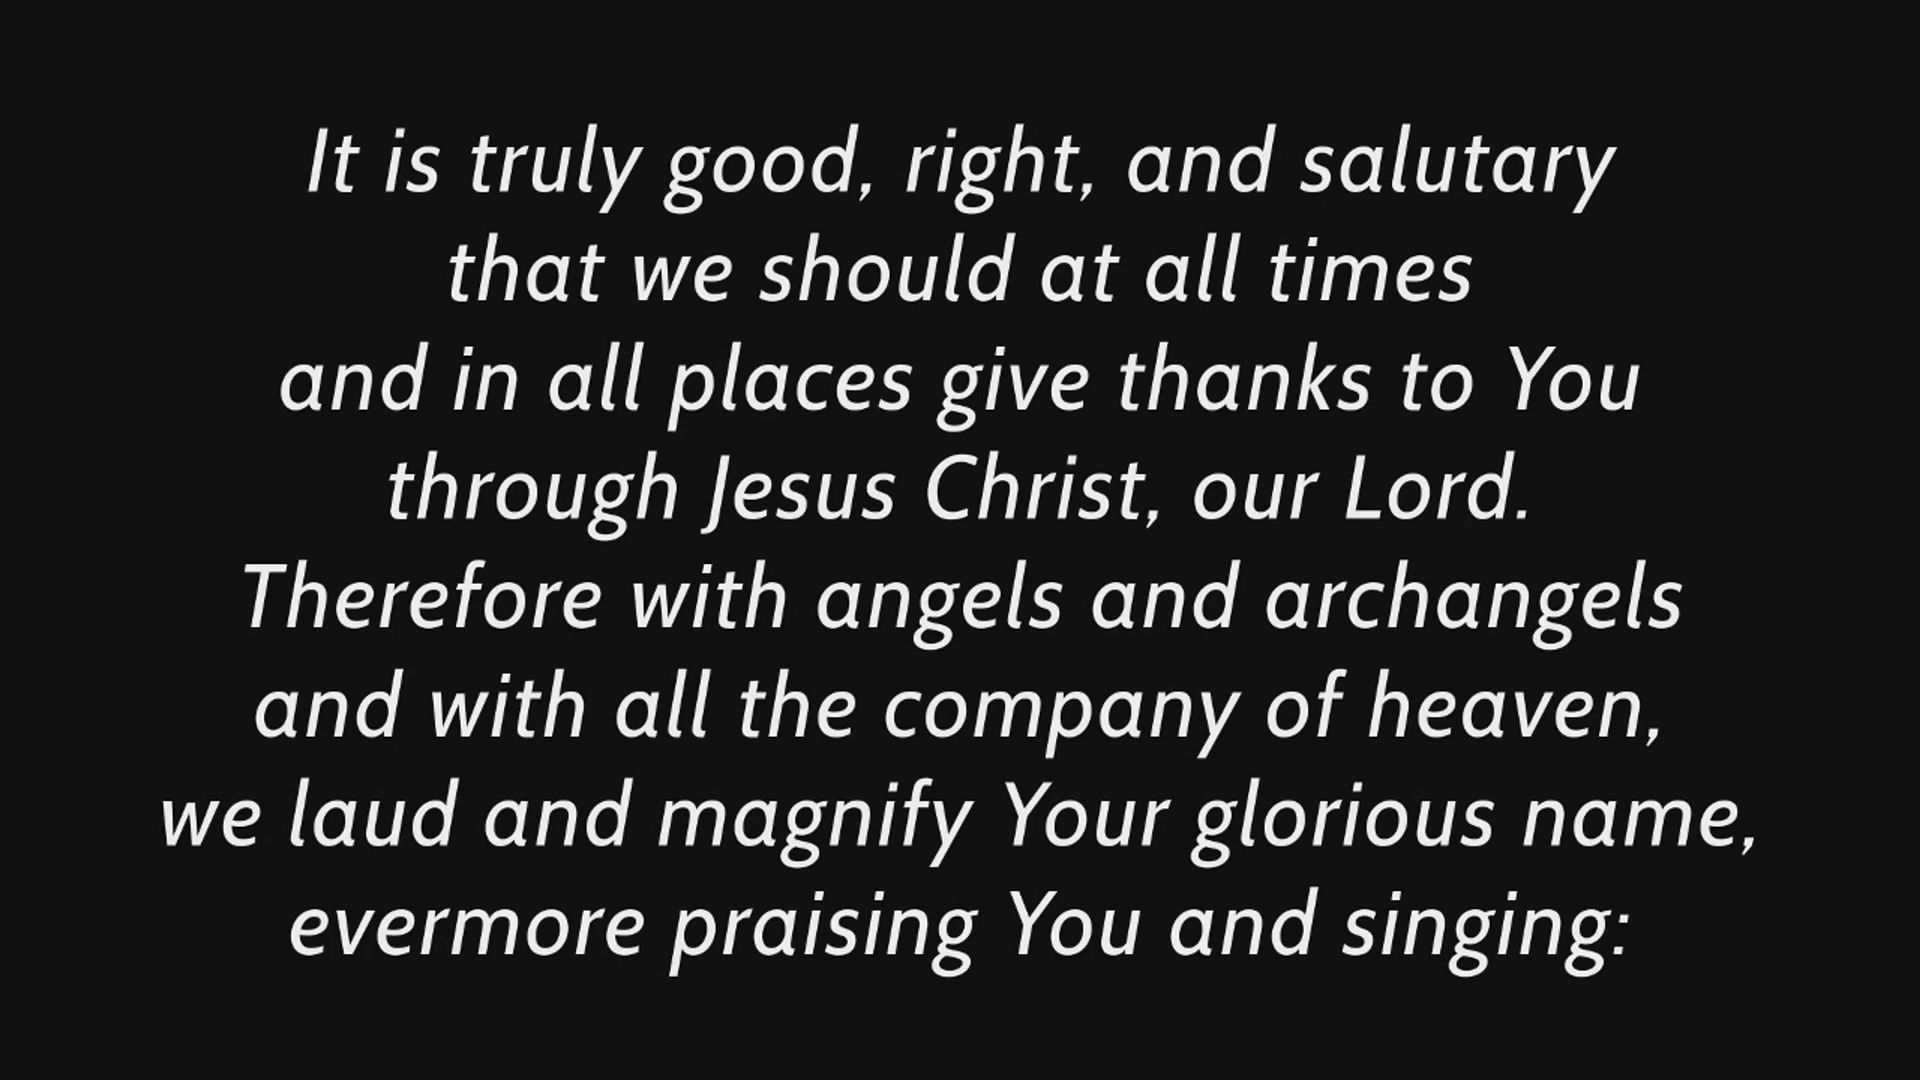 It is truly good, right, and salutary
that we should at all times
and in all places give thanks to You
through Jesus Christ, our Lord.
Therefore with angels and archangels
and with all the company of heaven,
we laud and magnify Your glorious name,
evermore praising You and singing: